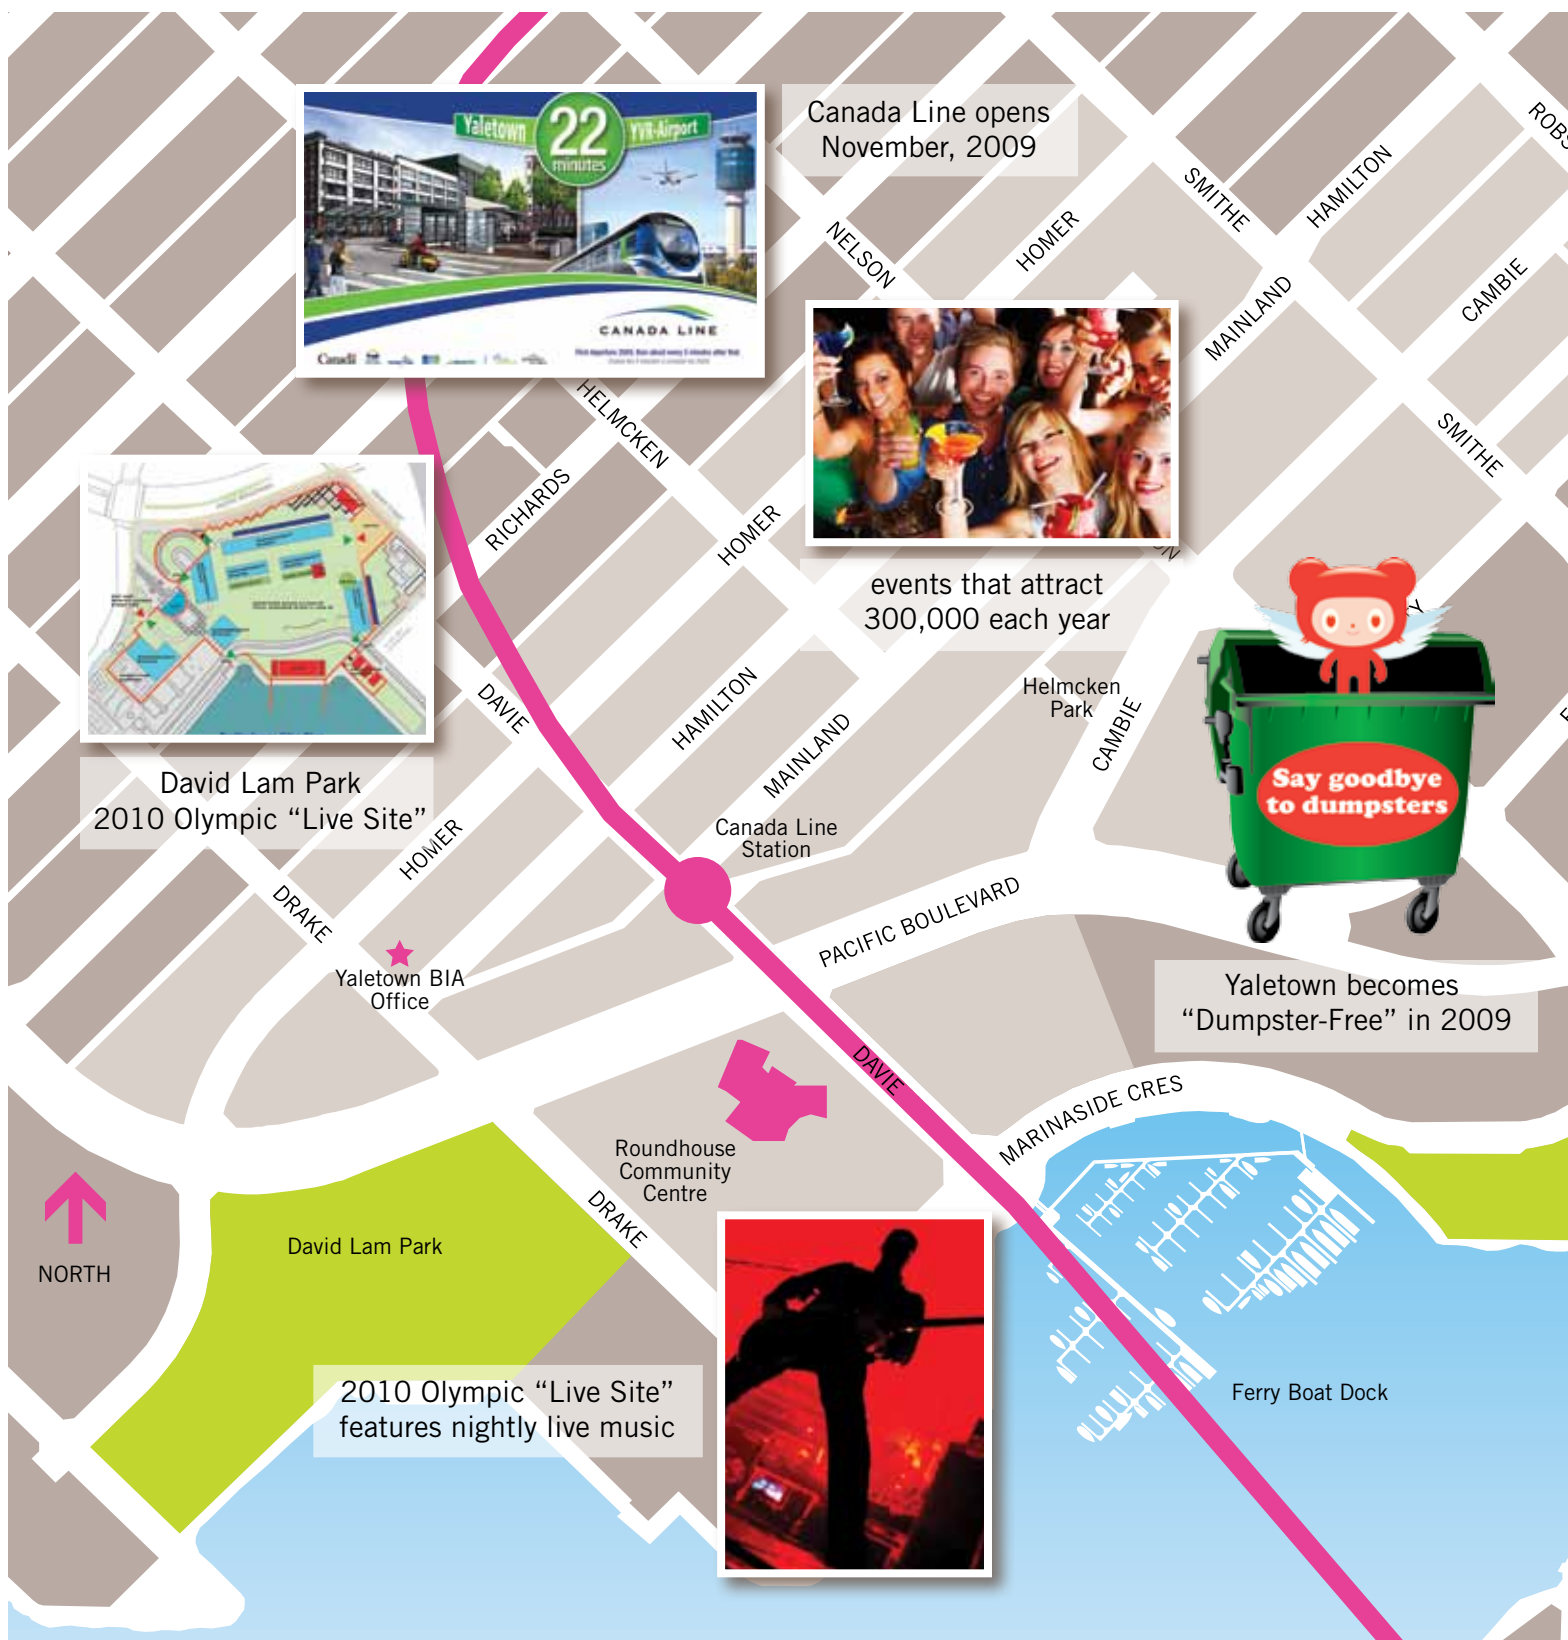 Canada Line opens
November, 2009
Yaletown
22
minutes
YVR-Airport
CANADA LINE
Canada
ROBS
SMITHE
HAMILTON
NELSON
HOMER
CAMBIE
MAINLAND
HELMCKEN
SMITHE
RICHARDS
HOMER
events that attract
300,000 each year
ON
Y
DAVIE
HAMILTON
Helmcken
Park
CAMBIE
MAINLAND
Say goodbye
to dumpsters
David Lam Park
2010 Olympic “Live Site”
HOMER
Canada Line
Station
DRAKE
PACIFIC BOULEVARD
Yaletown BIA
Office
Yaletown becomes
“Dumpster-Free” in 2009
DAVIE
MARINASIDE CRES
Roundhouse
Community
Centre
DRAKE
David Lam Park
NORTH
2010 Olympic “Live Site”
features nightly live music
Ferry Boat Dock